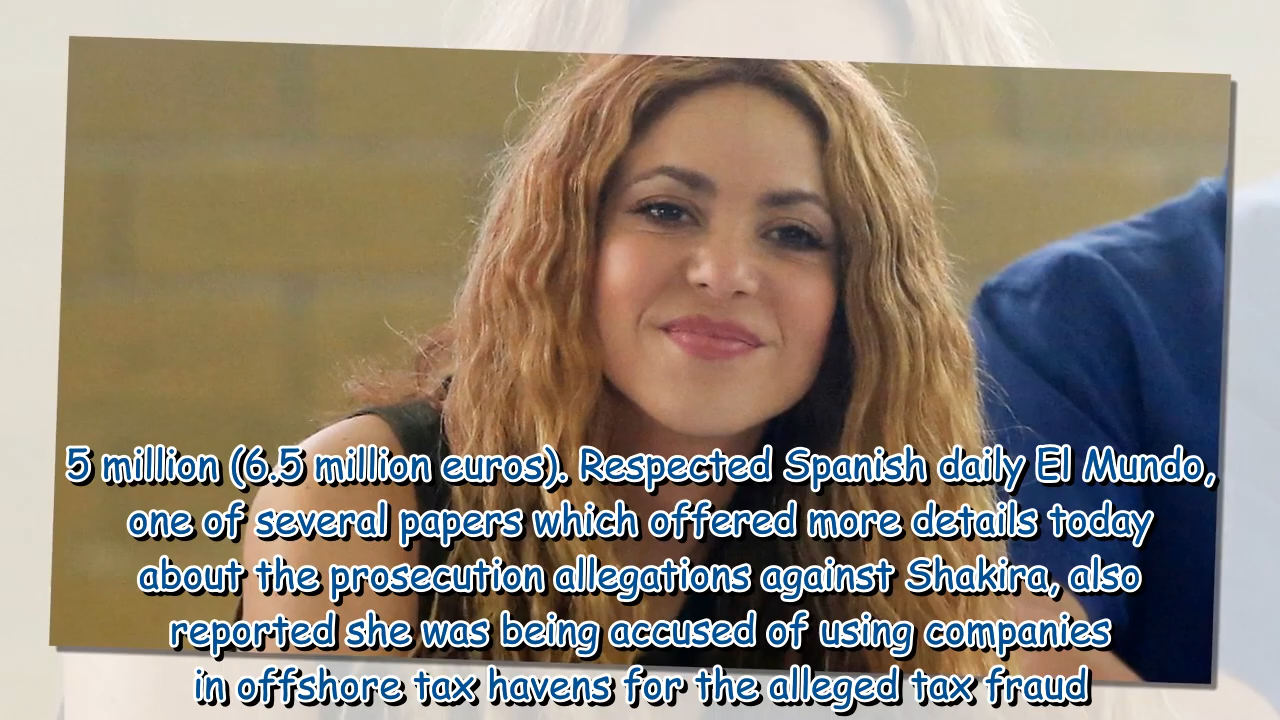 5 million (6.5 million euros). Respected Spanish daily El Mundo,
one of several papers which offered more details today
about the prosecution allegations against Shakira, also
reported she was being accused of using companies
in offshore tax havens for the alleged tax fraud